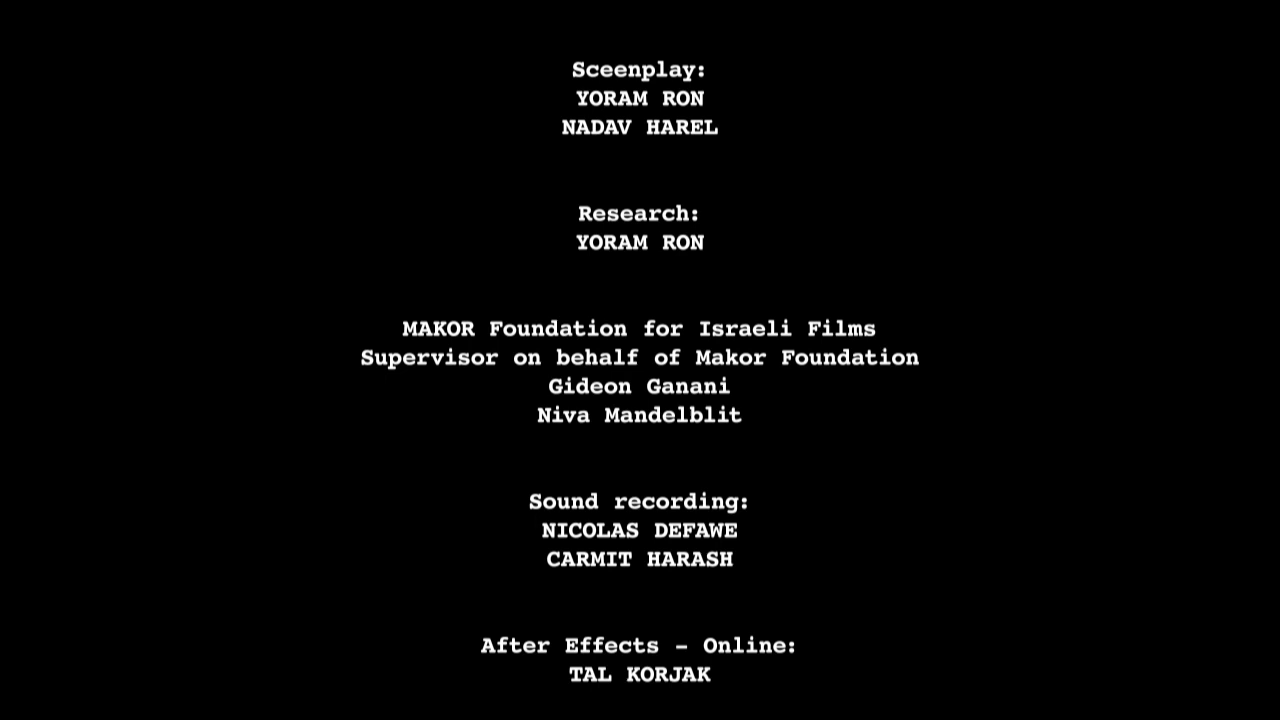 Sceenplay:
YORAM RON
NADAV HAREL
Research:
YORAM RON
MAKOR Foundation for Israeli Films
Supervisor on behalf of Makor Foundation
Gideon Ganani
Niva Mandelblit
Sound recording:
NICOLAS DEFAWE
CARMIT HARASH
After Effects - Online:
TAL KORJAK